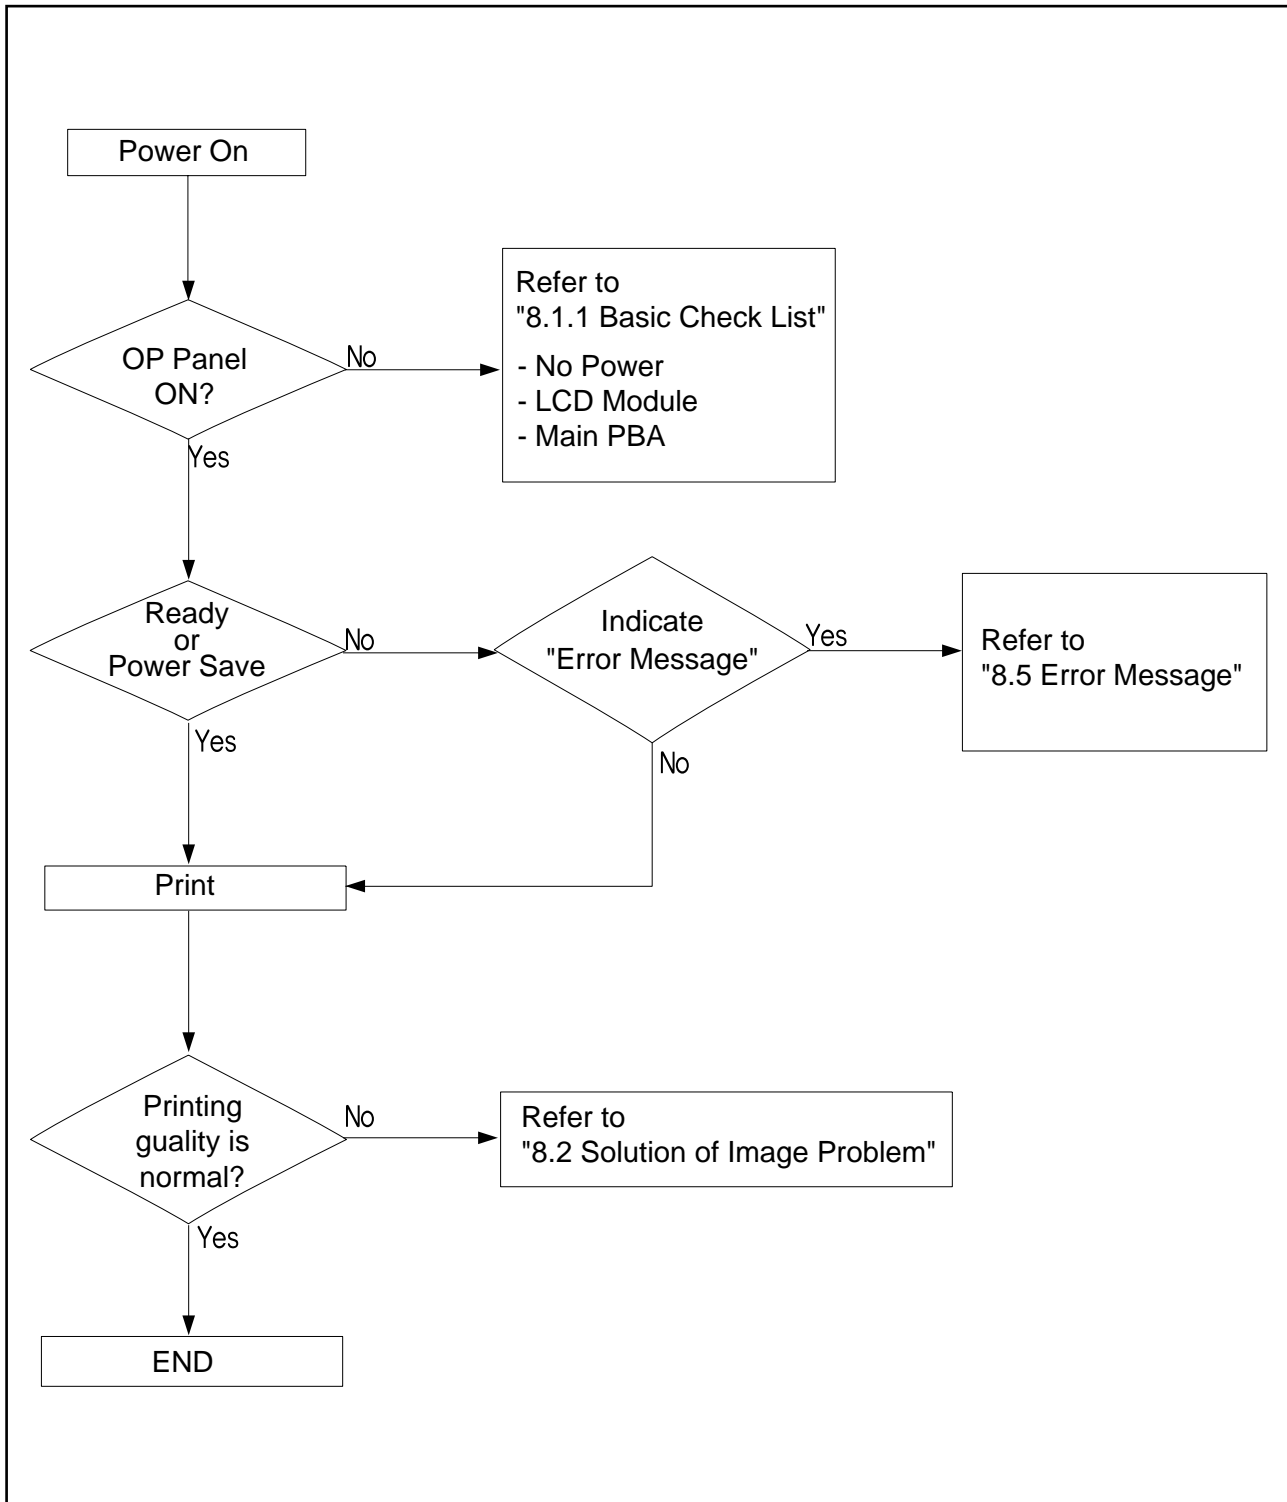 Power On
OP Panel
ON?
No
Refer to
"8.1.1 Basic Check List"
- No Power
- LCD Module
- Main PBA
Yes
Ready
or
Power Save
No
Indicate
"Error Message"
Yes
Refer to
"8.5 Error Message"
Yes
No
Print
Printing
guality is
normal?
No
Refer to
"8.2 Solution of Image Problem"
Yes
END